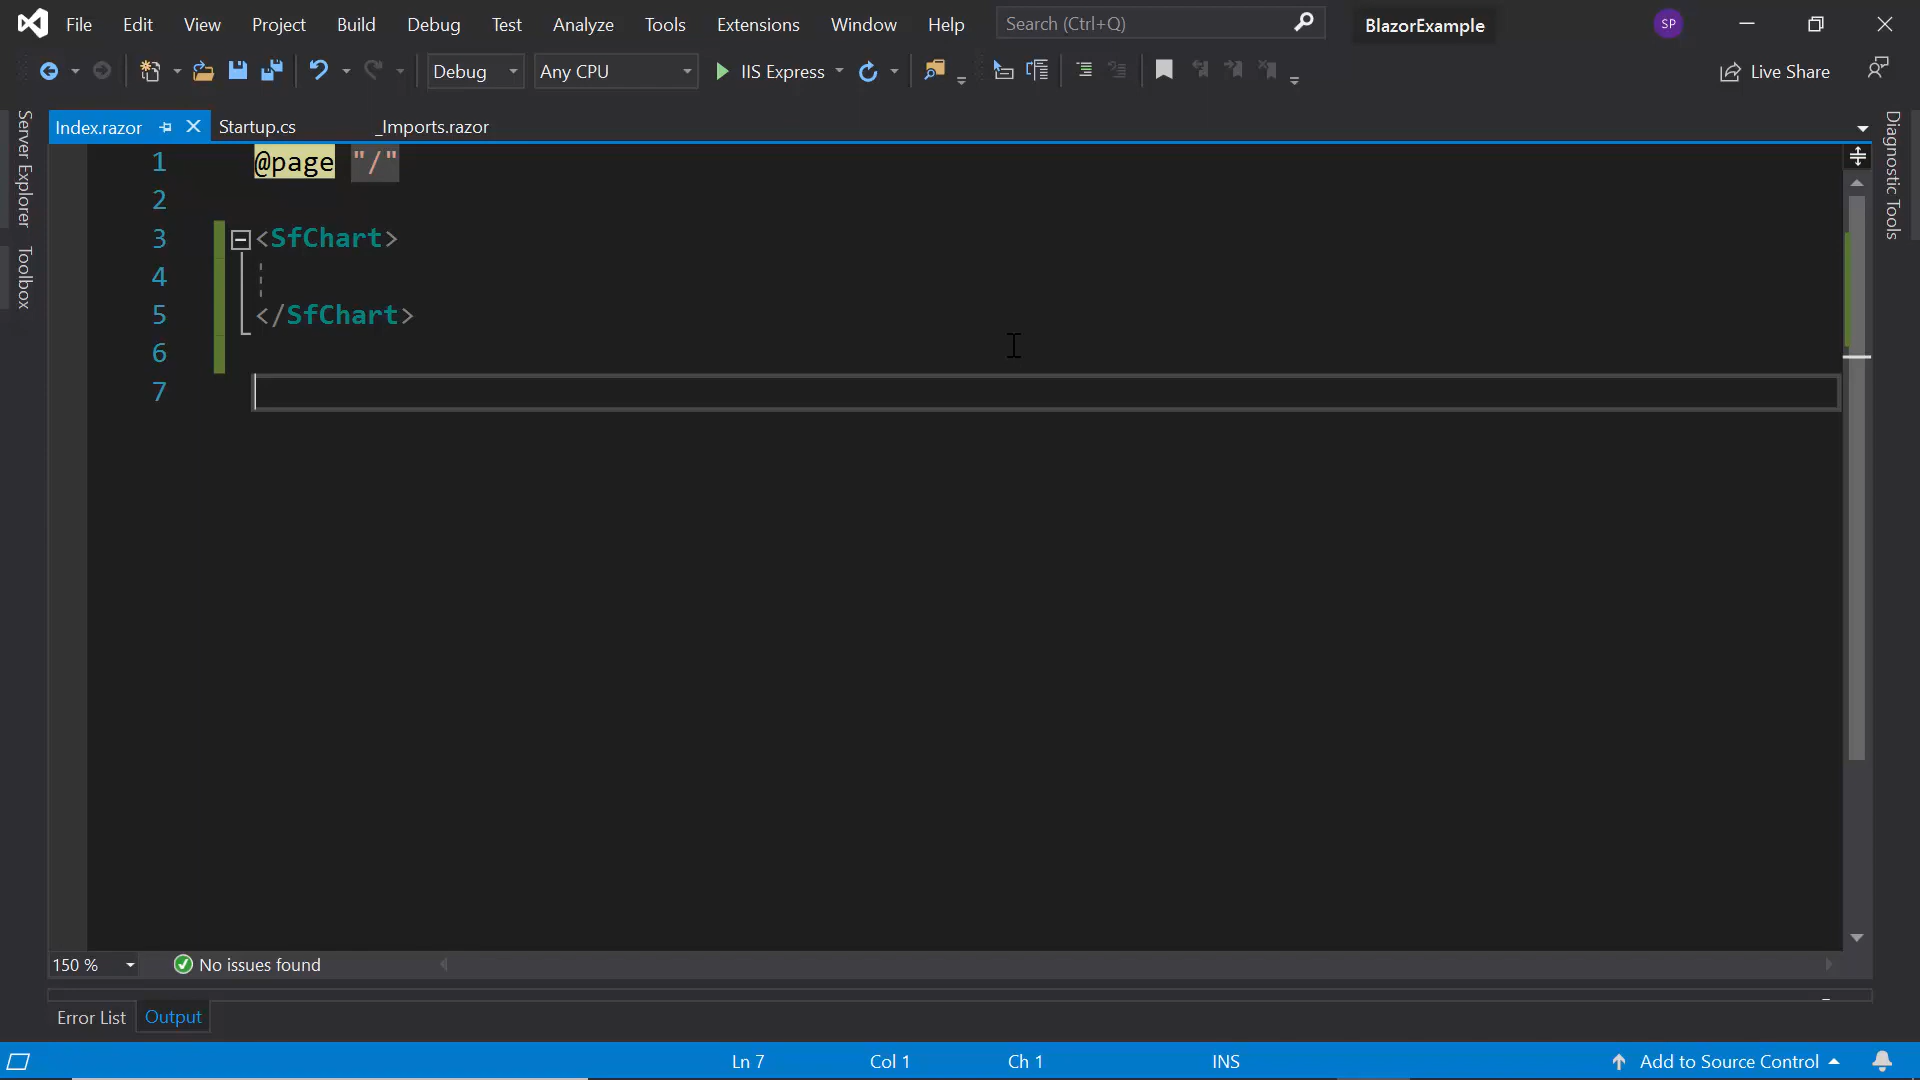 File Edit View Project Build Debug Test Analyze Tools Extensions Window Help Search (Ctrl+Q) BlazorExample SP
Debug Any CPU IIS Express Live Share
Server Explorer
Toolbox
Index.razor Startup.cs _Imports.razor
1 @page "/"
2
3 <SfChart>
4
5 </SfChart>
6
7
Diagnostic Tools
150 % No issues found
Error List Output
Ln 7 Col 1 Ch 1 INS Add to Source Control